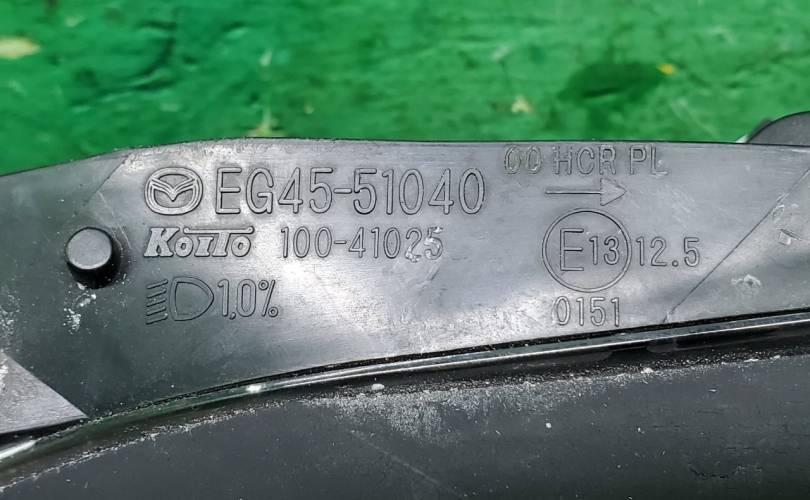 EG45-51040
00 HCR PL
KOITO 100-41025
E13 12.5
1,0%
0151